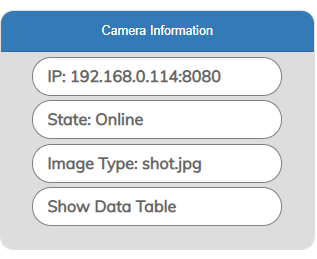 Camera Information
IP: 192.168.0.114:8080
State: Online
Image Type: shot.jpg
Show Data Table